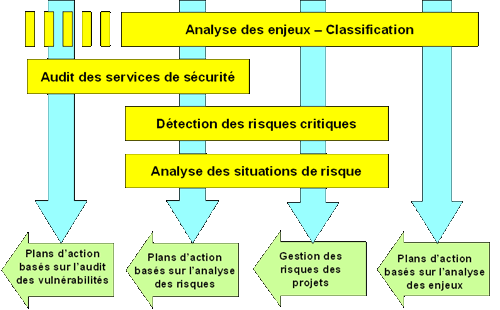 Analyse des enjeux – Classification
Audit des services de sécurité
Détection des risques critiques
Analyse des situations de risque
Plans d'action
basés sur l'audit
des vulnérabilités
Plans d'action
basés sur l'analyse
des risques
Gestion des
risques des
projets
Plans d'action
basés sur l'analyse
des enjeux